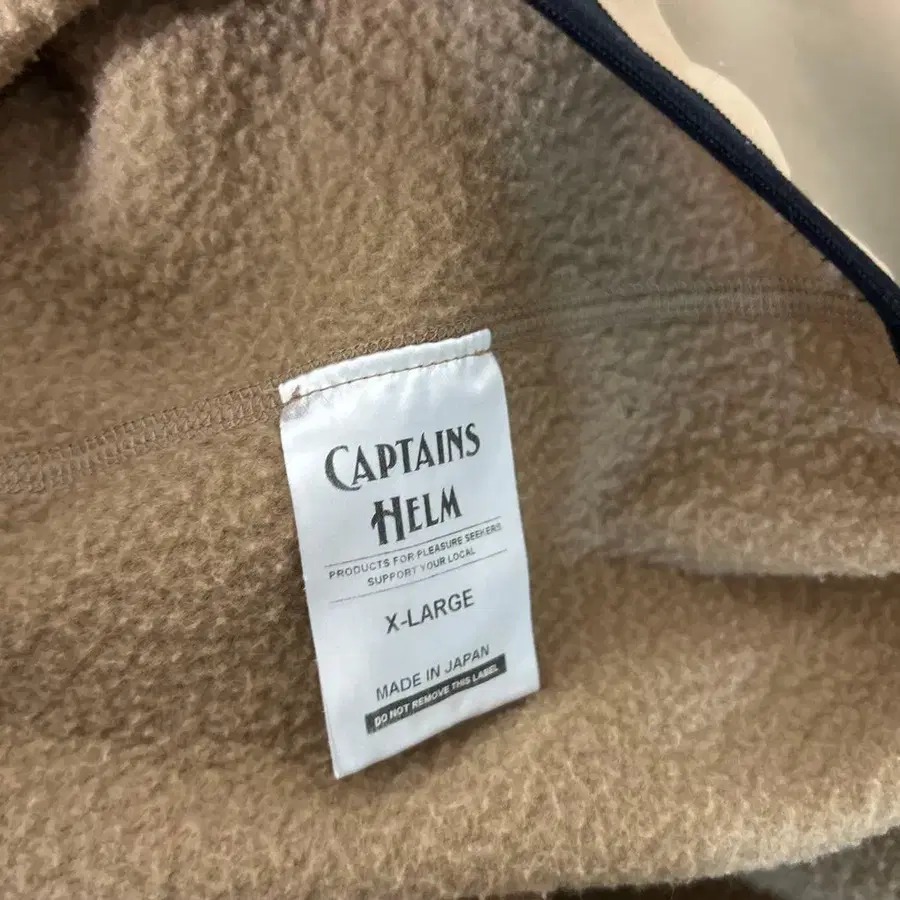 CAPTAINS
HELM
PRODUCTS FOR PLEASURE SEEKERS
SUPPORT YOUR LOCAL
X-LARGE
MADE IN JAPAN
DO NOT REMOVE THIS LABEL